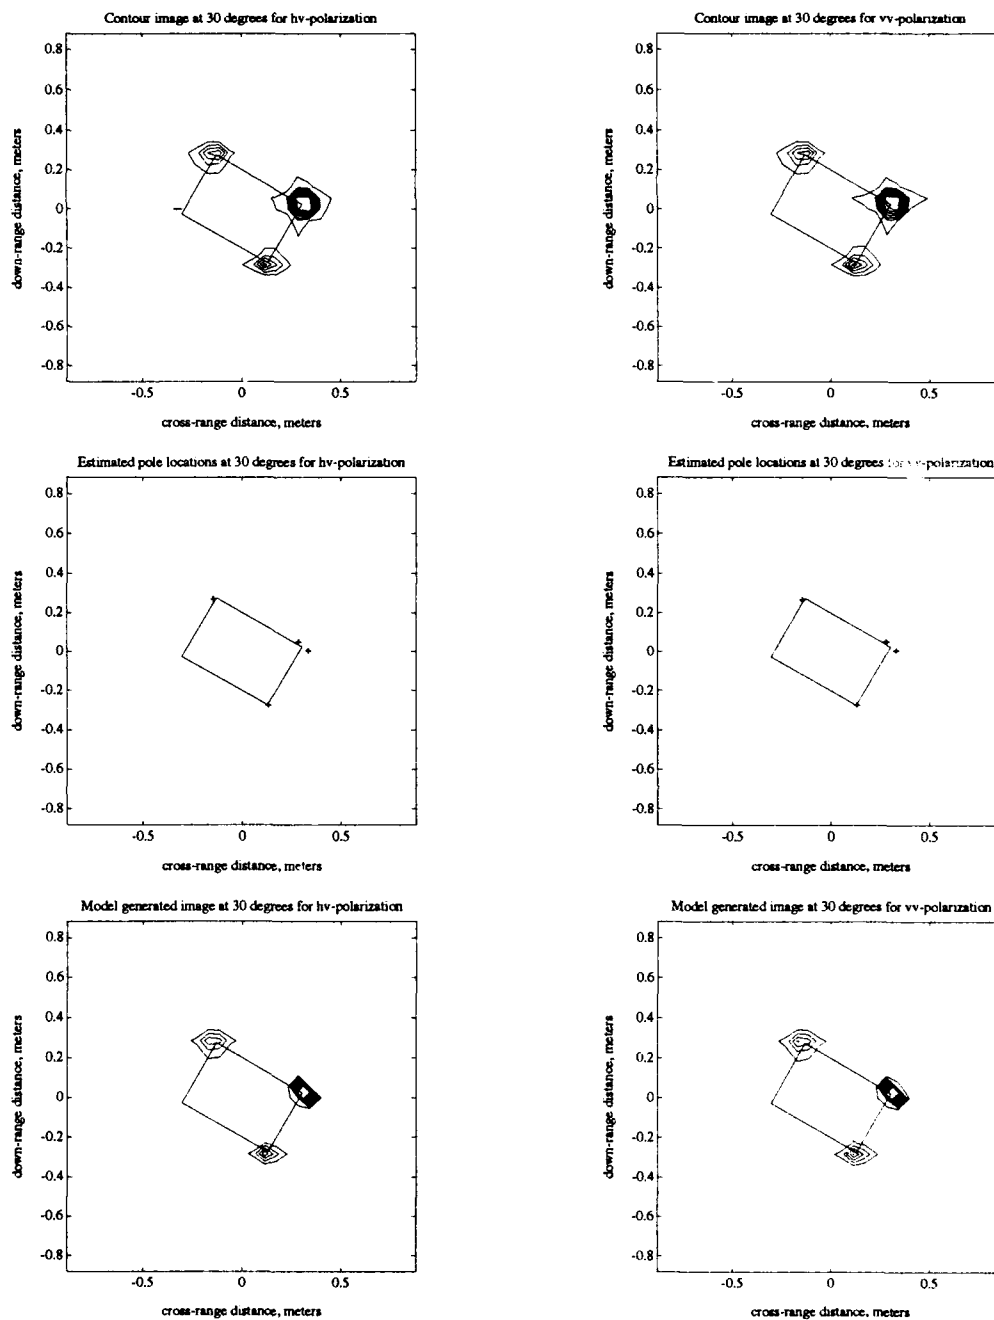 Contour image at 30 degrees for hv-polarization
0.8
0.6
0.4
0.2
0
-0.2
-0.4
-0.6
-0.8
down-range distance, meters
-0.5 0 0.5
cross-range distance, meters
Contour image at 30 degrees for vv-polarization
0.8
0.6
0.4
0.2
0
-0.2
-0.4
-0.6
-0.8
down-range distance, meters
-0.5 0 0.5
cross-range distance, meters
Estimated pole locations at 30 degrees for hv-polarization
0.8
0.6
0.4
0.2
0
-0.2
-0.4
-0.6
-0.8
down-range distance, meters
-0.5 0 0.5
cross-range distance, meters
Estimated pole locations at 30 degrees for vv-polarization
0.8
0.6
0.4
0.2
0
-0.2
-0.4
-0.6
-0.8
down-range distance, meters
-0.5 0 0.5
cross-range distance, meters
Model generated image at 30 degrees for hv-polarization
0.8
0.6
0.4
0.2
0
-0.2
-0.4
-0.6
-0.8
down-range distance, meters
-0.5 0 0.5
cross-range distance, meters
Model generated image at 30 degrees for vv-polarization
0.8
0.6
0.4
0.2
0
-0.2
-0.4
-0.6
-0.8
down-range distance, meters
-0.5 0 0.5
cross-range distance, meters